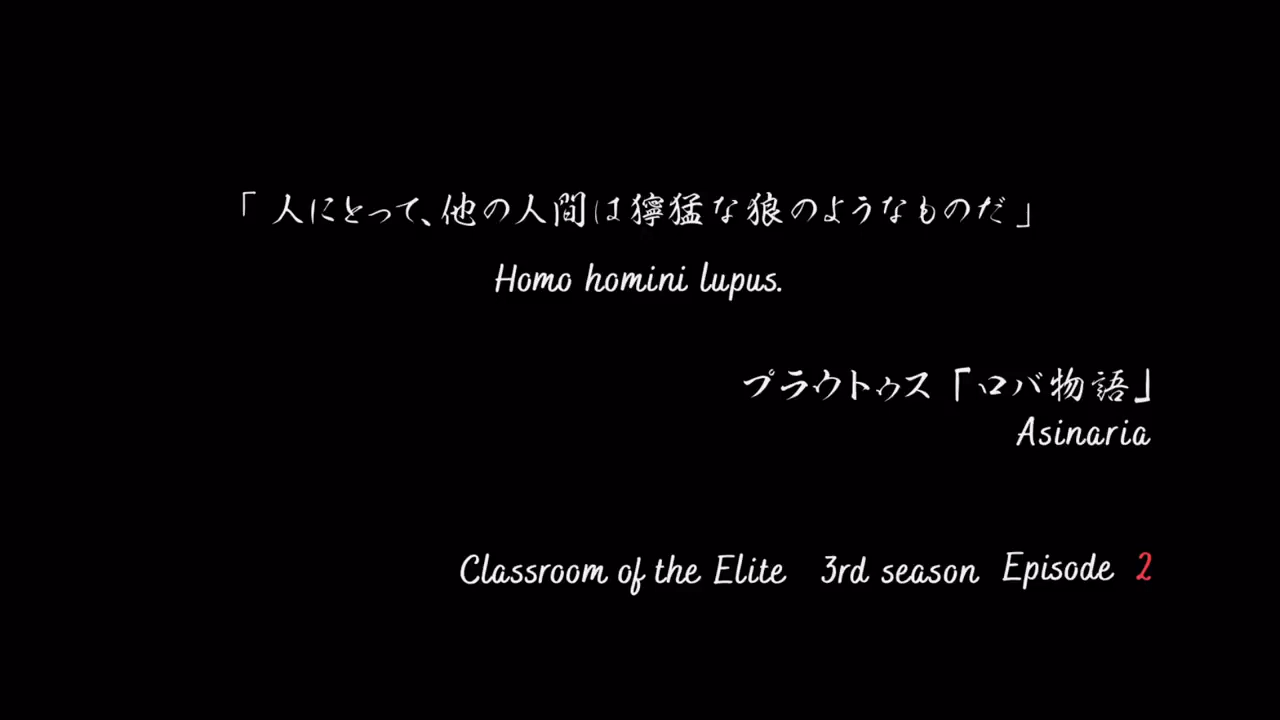 「人にとって、他の人間は獰猛な狼のようなものだ」
Homo homini lupus.
プラウトゥス「ロバ物語」
Asinaria
Classroom of the Elite 3rd season Episode 2